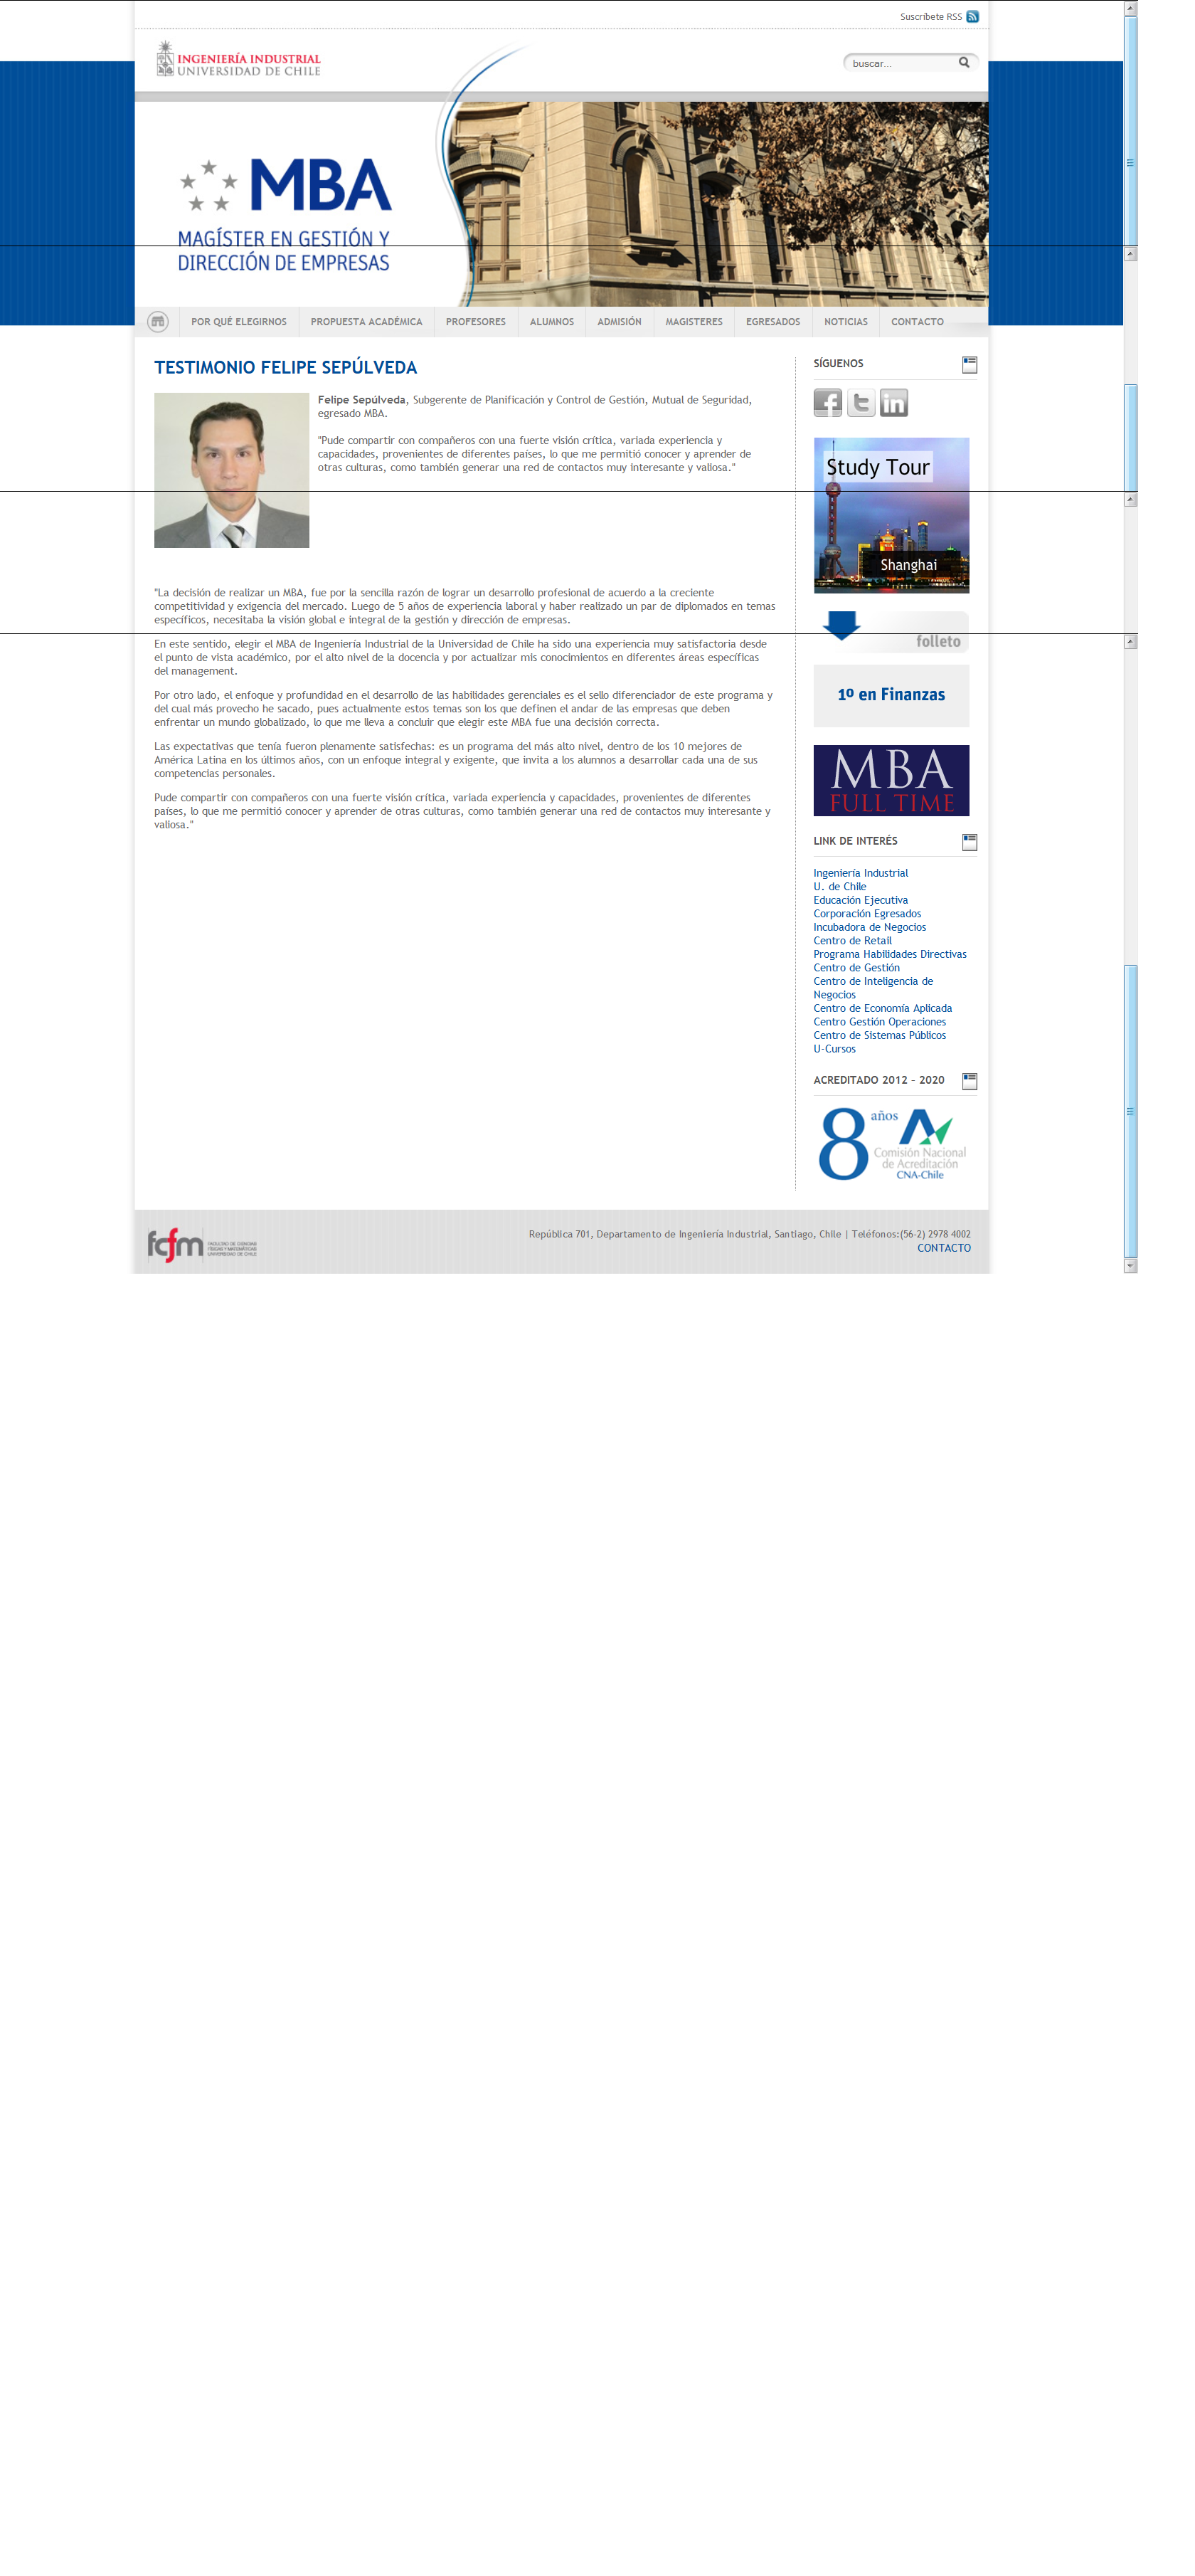 Suscríbete RSS
INGENIERÍA INDUSTRIAL
UNIVERSIDAD DE CHILE
buscar...
MBA
MAGÍSTER EN GESTIÓN Y
DIRECCIÓN DE EMPRESAS
POR QUÉ ELEGIRNOS
PROPUESTA ACADÉMICA
PROFESORES
ALUMNOS
ADMISIÓN
MAGISTERES
EGRESADOS
NOTICIAS
CONTACTO
TESTIMONIO FELIPE SEPÚLVEDA
Felipe Sepúlveda, Subgerente de Planificación y Control de Gestión, Mutual de Seguridad,
egresado MBA.
"Pude compartir con compañeros con una fuerte visión crítica, variada experiencia y
capacidades, provenientes de diferentes países, lo que me permitió conocer y aprender de
otras culturas, como también generar una red de contactos muy interesante y valiosa."
"La decisión de realizar un MBA, fue por la sencilla razón de lograr un desarrollo profesional de acuerdo a la creciente
competitividad y exigencia del mercado. Luego de 5 años de experiencia laboral y haber realizado un par de diplomados en temas
específicos, necesitaba la visión global e integral de la gestión y dirección de empresas.
En este sentido, elegir el MBA de Ingeniería Industrial de la Universidad de Chile ha sido una experiencia muy satisfactoria desde
el punto de vista académico, por el alto nivel de la docencia y por actualizar mis conocimientos en diferentes áreas específicas
del management.
Por otro lado, el enfoque y profundidad en el desarrollo de las habilidades gerenciales es el sello diferenciador de este programa y
del cual más provecho he sacado, pues actualmente estos temas son los que definen el andar de las empresas que deben
enfrentar un mundo globalizado, lo que me lleva a concluir que elegir este MBA fue una decisión correcta.
Las expectativas que tenía fueron plenamente satisfechas: es un programa del más alto nivel, dentro de los 10 mejores de
América Latina en los últimos años, con un enfoque integral y exigente, que invita a los alumnos a desarrollar cada una de sus
competencias personales.
Pude compartir con compañeros con una fuerte visión crítica, variada experiencia y capacidades, provenientes de diferentes
países, lo que me permitió conocer y aprender de otras culturas, como también generar una red de contactos muy interesante y
valiosa."
SÍGUENOS
Study Tour
Shanghai
folleto
1º en Finanzas
MBA
FULL TIME
LINK DE INTERÉS
Ingeniería Industrial
U. de Chile
Educación Ejecutiva
Corporación Egresados
Incubadora de Negocios
Centro de Retail
Programa Habilidades Directivas
Centro de Gestión
Centro de Inteligencia de
Negocios
Centro de Economía Aplicada
Centro Gestión Operaciones
Centro de Sistemas Públicos
U-Cursos
ACREDITADO 2012 - 2020
8 años
Comisión Nacional
de Acreditación
CNA-Chile
fcfm
FACULTAD DE CIENCIAS
FÍSICAS Y MATEMÁTICAS
UNIVERSIDAD DE CHILE
República 701, Departamento de Ingeniería Industrial, Santiago, Chile | Teléfonos:(56-2) 2978 4002
CONTACTO